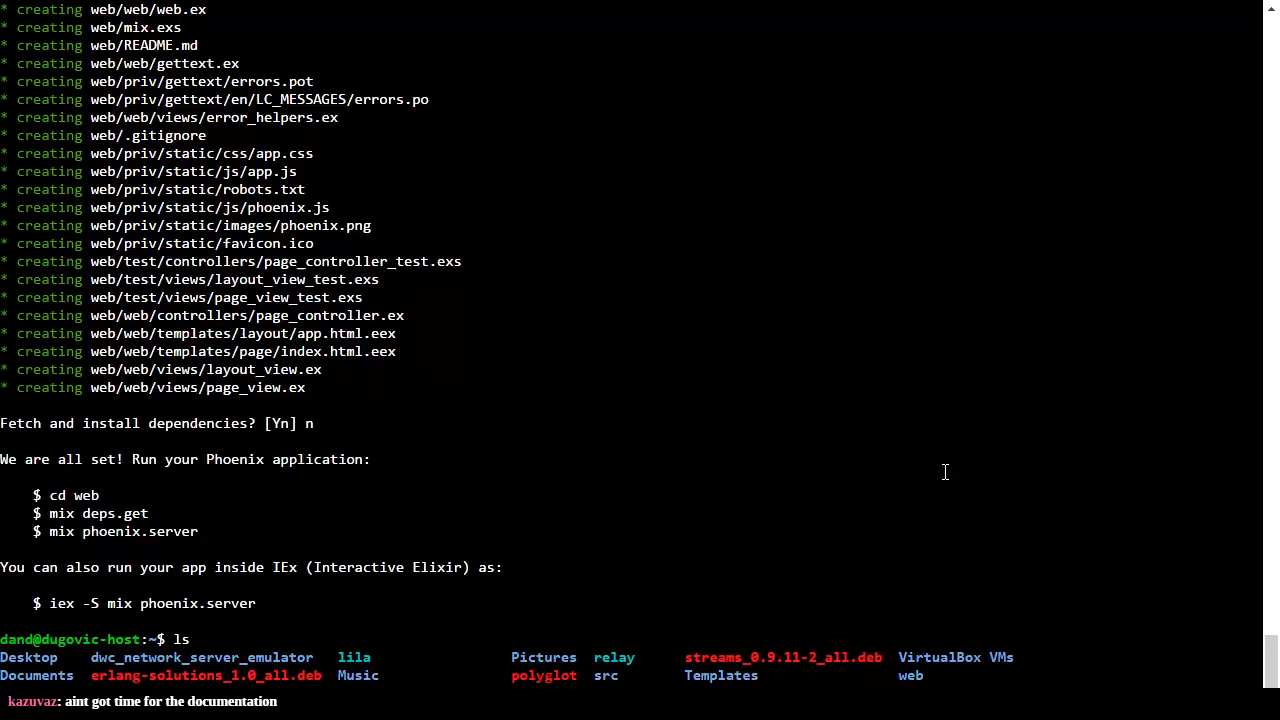 * creating web/web/web.ex
* creating web/mix.exs
* creating web/README.md
* creating web/web/gettext.ex
* creating web/priv/gettext/errors.pot
* creating web/priv/gettext/en/LC_MESSAGES/errors.po
* creating web/web/views/error_helpers.ex
* creating web/.gitignore
* creating web/priv/static/css/app.css
* creating web/priv/static/js/app.js
* creating web/priv/static/robots.txt
* creating web/priv/static/js/phoenix.js
* creating web/priv/static/images/phoenix.png
* creating web/priv/static/favicon.ico
* creating web/test/controllers/page_controller_test.exs
* creating web/test/views/layout_view_test.exs
* creating web/test/views/page_view_test.exs
* creating web/web/controllers/page_controller.ex
* creating web/web/templates/layout/app.html.eex
* creating web/web/templates/page/index.html.eex
* creating web/web/views/layout_view.ex
* creating web/web/views/page_view.ex
Fetch and install dependencies? [Yn] n
We are all set! Run your Phoenix application:
$ cd web
$ mix deps.get
$ mix phoenix.server
You can also run your app inside IEx (Interactive Elixir) as:
$ iex -S mix phoenix.server
dand@dugovic-host:~$ ls
Desktop dwc_network_server_emulator lila Pictures relay streams_0.9.11-2_all.deb VirtualBox VMs
Documents erlang-solutions_1.0_all.deb Music polyglot src Templates web
kazuvaz: aint got time for the documentation